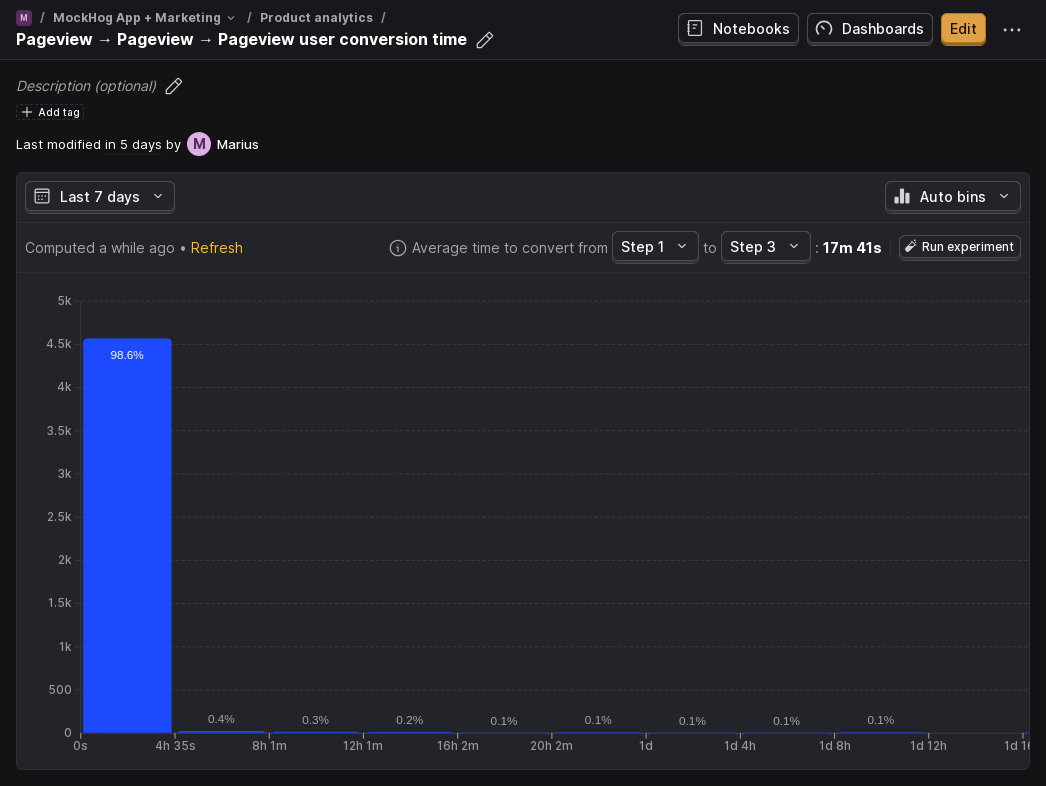 M / MockHog App + Marketing / Product analytics /
Pageview → Pageview → Pageview user conversion time
Notebooks
Dashboards
Edit
Description (optional)
Add tag
Last modified in 5 days by M Marius
Last 7 days
Auto bins
Computed a while ago • Refresh
Average time to convert from Step 1 to Step 3 : 17m 41s
Run experiment
5k
4.5k
4k
3.5k
3k
2.5k
2k
1.5k
1k
500
0
98.6%
0.4%
0.3%
0.2%
0.1%
0.1%
0.1%
0.1%
0.1%
0s
4h 35s
8h 1m
12h 1m
16h 2m
20h 2m
1d
1d 4h
1d 8h
1d 12h